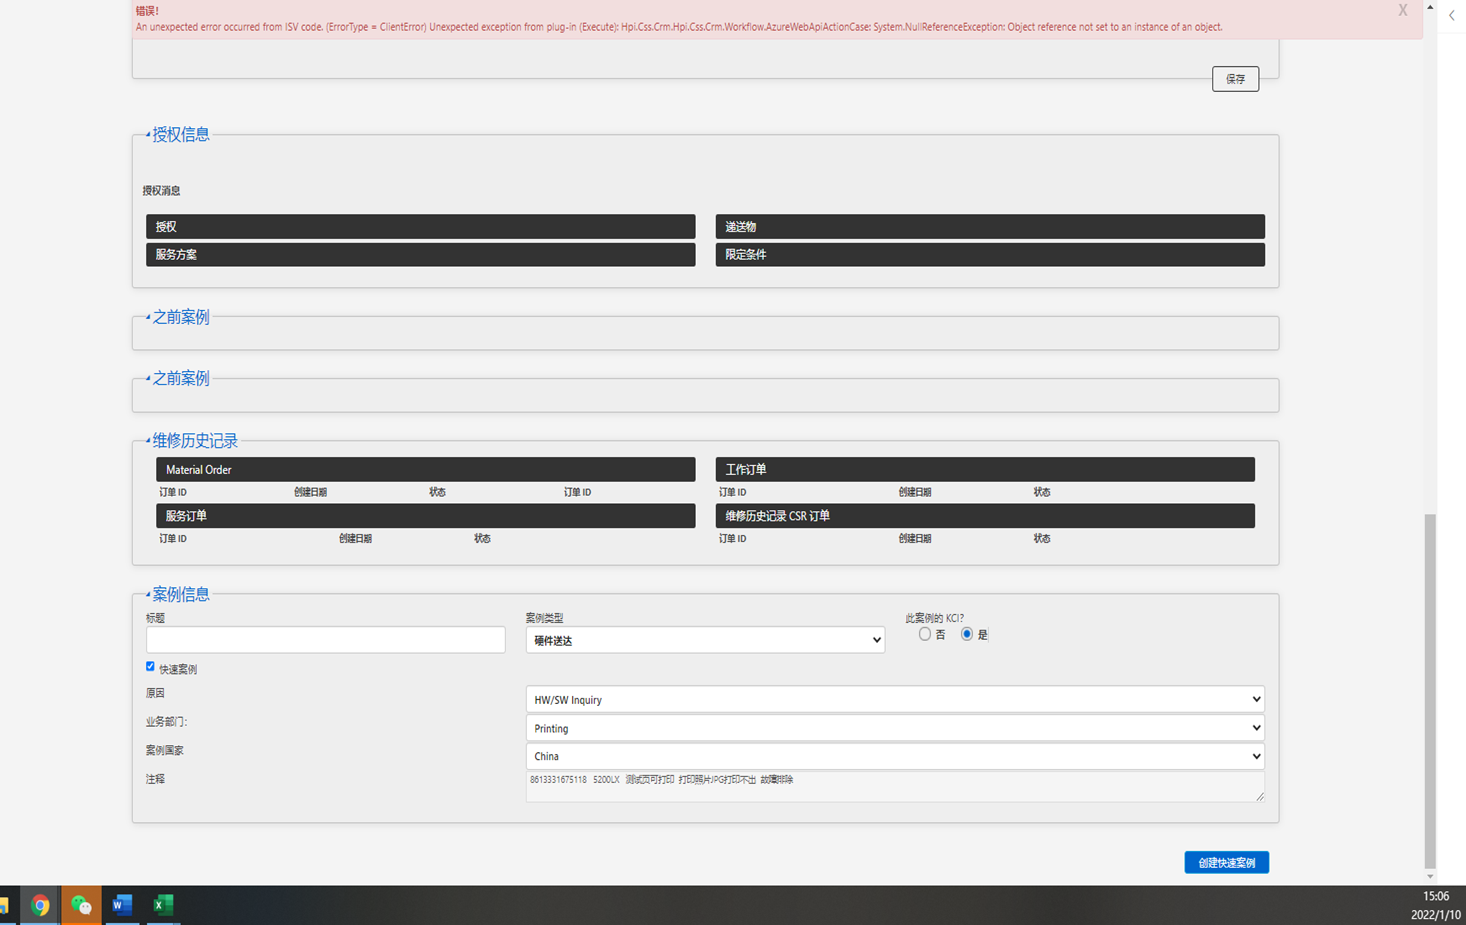 错误!
X
An unexpected error occurred from ISV code. (ErrorType = ClientError) Unexpected exception from plug-in (Execute): Hpi.Css.Crm.Hpi.Css.Crm.Workflow.AzureWebApiActionCase: System.NullReferenceException: Object reference not set to an instance of an object.
保存
授权信息
授权消息
授权 递送物
服务方案 限定条件
之前案例
之前案例
维修历史记录
Material Order 工作订单
订单 ID 创建日期 状态 订单 ID 订单 ID 创建日期 状态
服务订单 维修历史记录 CSR 订单
订单 ID 创建日期 状态 订单 ID 创建日期 状态
案例信息
标题 案例类型 此案例的 KCI?
硬件送达 否 是
快速案例
原因 HW/SW Inquiry
业务部门: Printing
案例国家 China
注释 8613331675118 5200LX 测试页可打印 打印照片JPG打印不出 故障排除
创建快速案例
15:06
2022/1/10